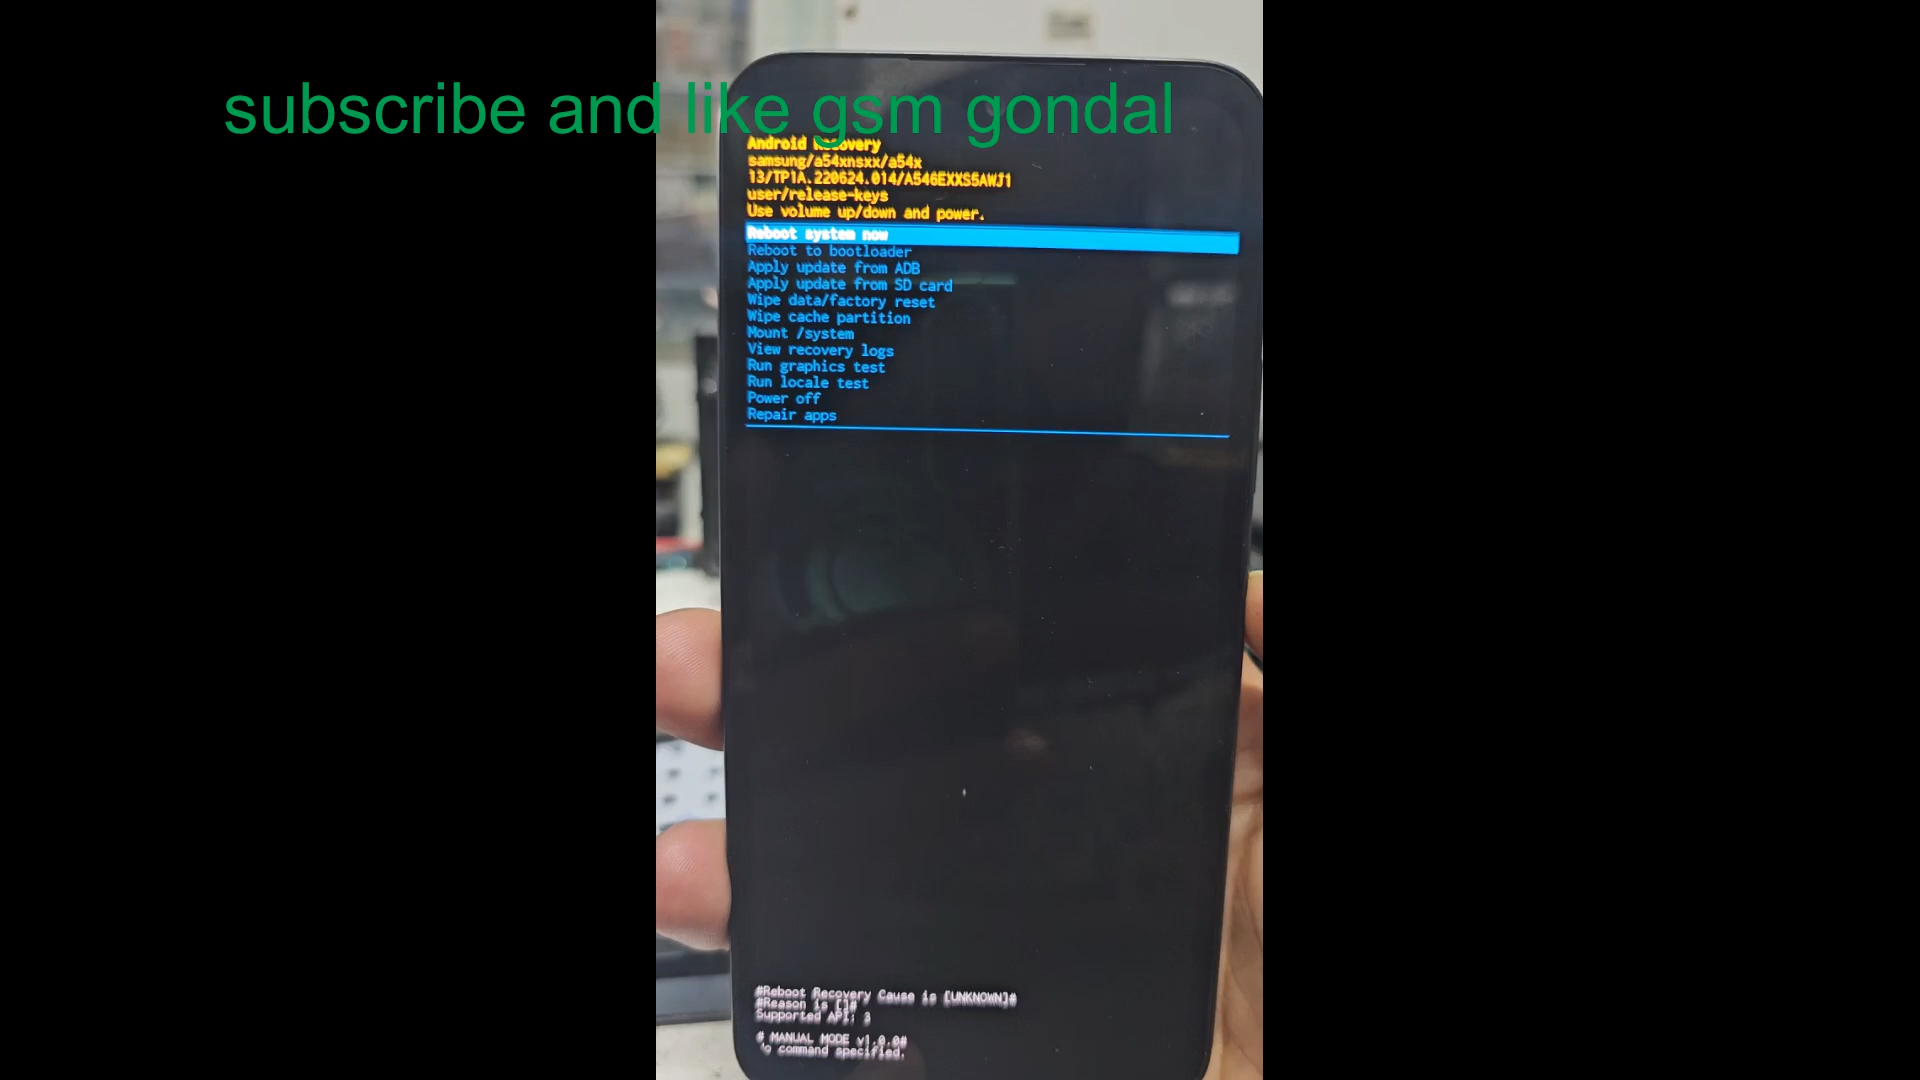 subscribe and like gsm gondal
Android Recovery
samsung/a54xnsxx/a54x
13/TP1A.220624.014/A546EXXS5AWJ1
user/release-keys
Use volume up/down and power.
Reboot system now
Reboot to bootloader
Apply update from ADB
Apply update from SD card
Wipe data/factory reset
Wipe cache partition
Mount /system
View recovery logs
Run graphics test
Run locale test
Power off
Repair apps
#Reboot Recovery Cause is [UNKNOWN]#
#Reason is []#
Supported API: 3
# MANUAL MODE v1.0.0#
command specified.